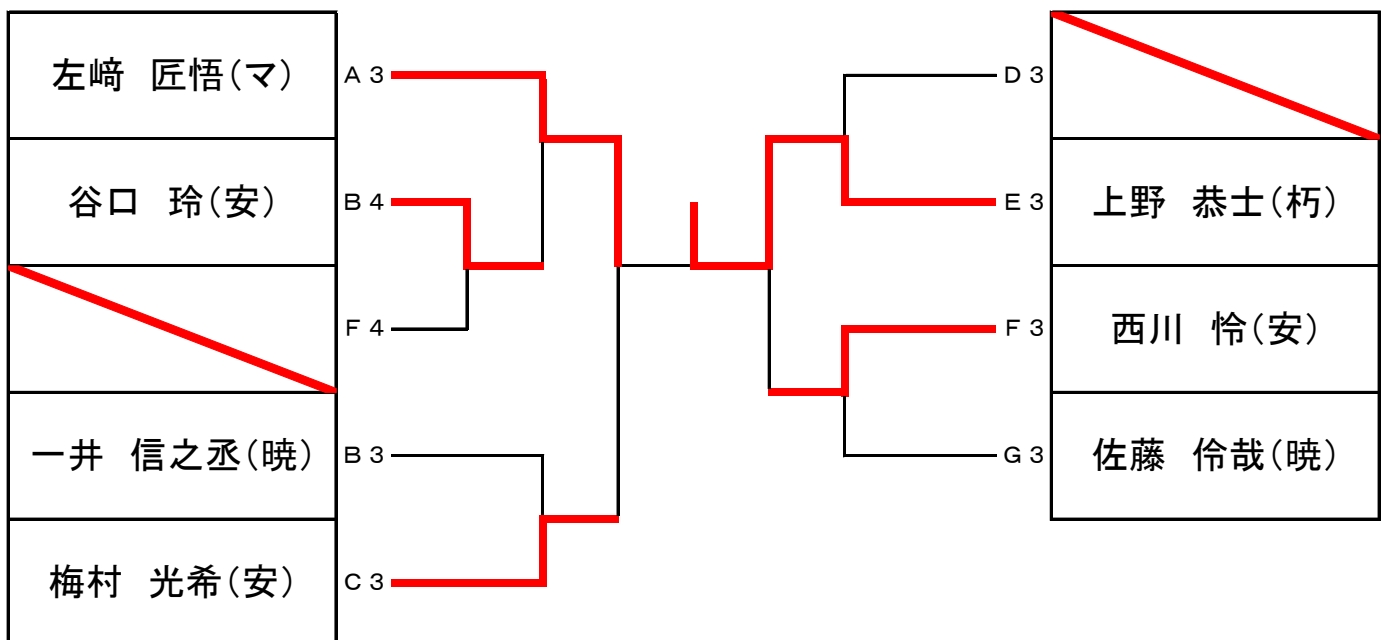 左﨑　匠悟（マ）
A 3
谷口　玲（安）
B 4
F 4
一井　信之丞（暁）
B 3
梅村　光希（安）
C 3
D 3
E 3
上野　恭士（朽）
F 3
西川　怜（安）
G 3
佐藤　伶哉（暁）